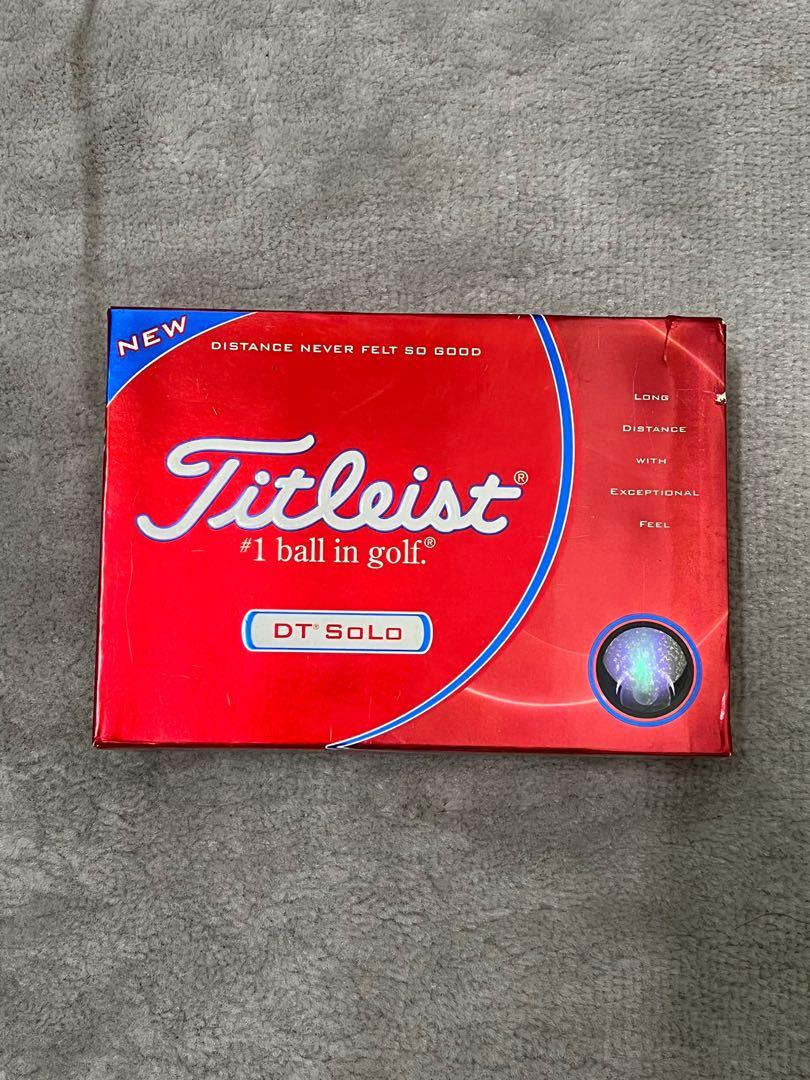 NEW
DISTANCE NEVER FELT SO GOOD
Titleist®
#1 ball in golf.®
DT® SoLo
LONG
DISTANCE
WITH
EXCEPTIONAL
FEEL